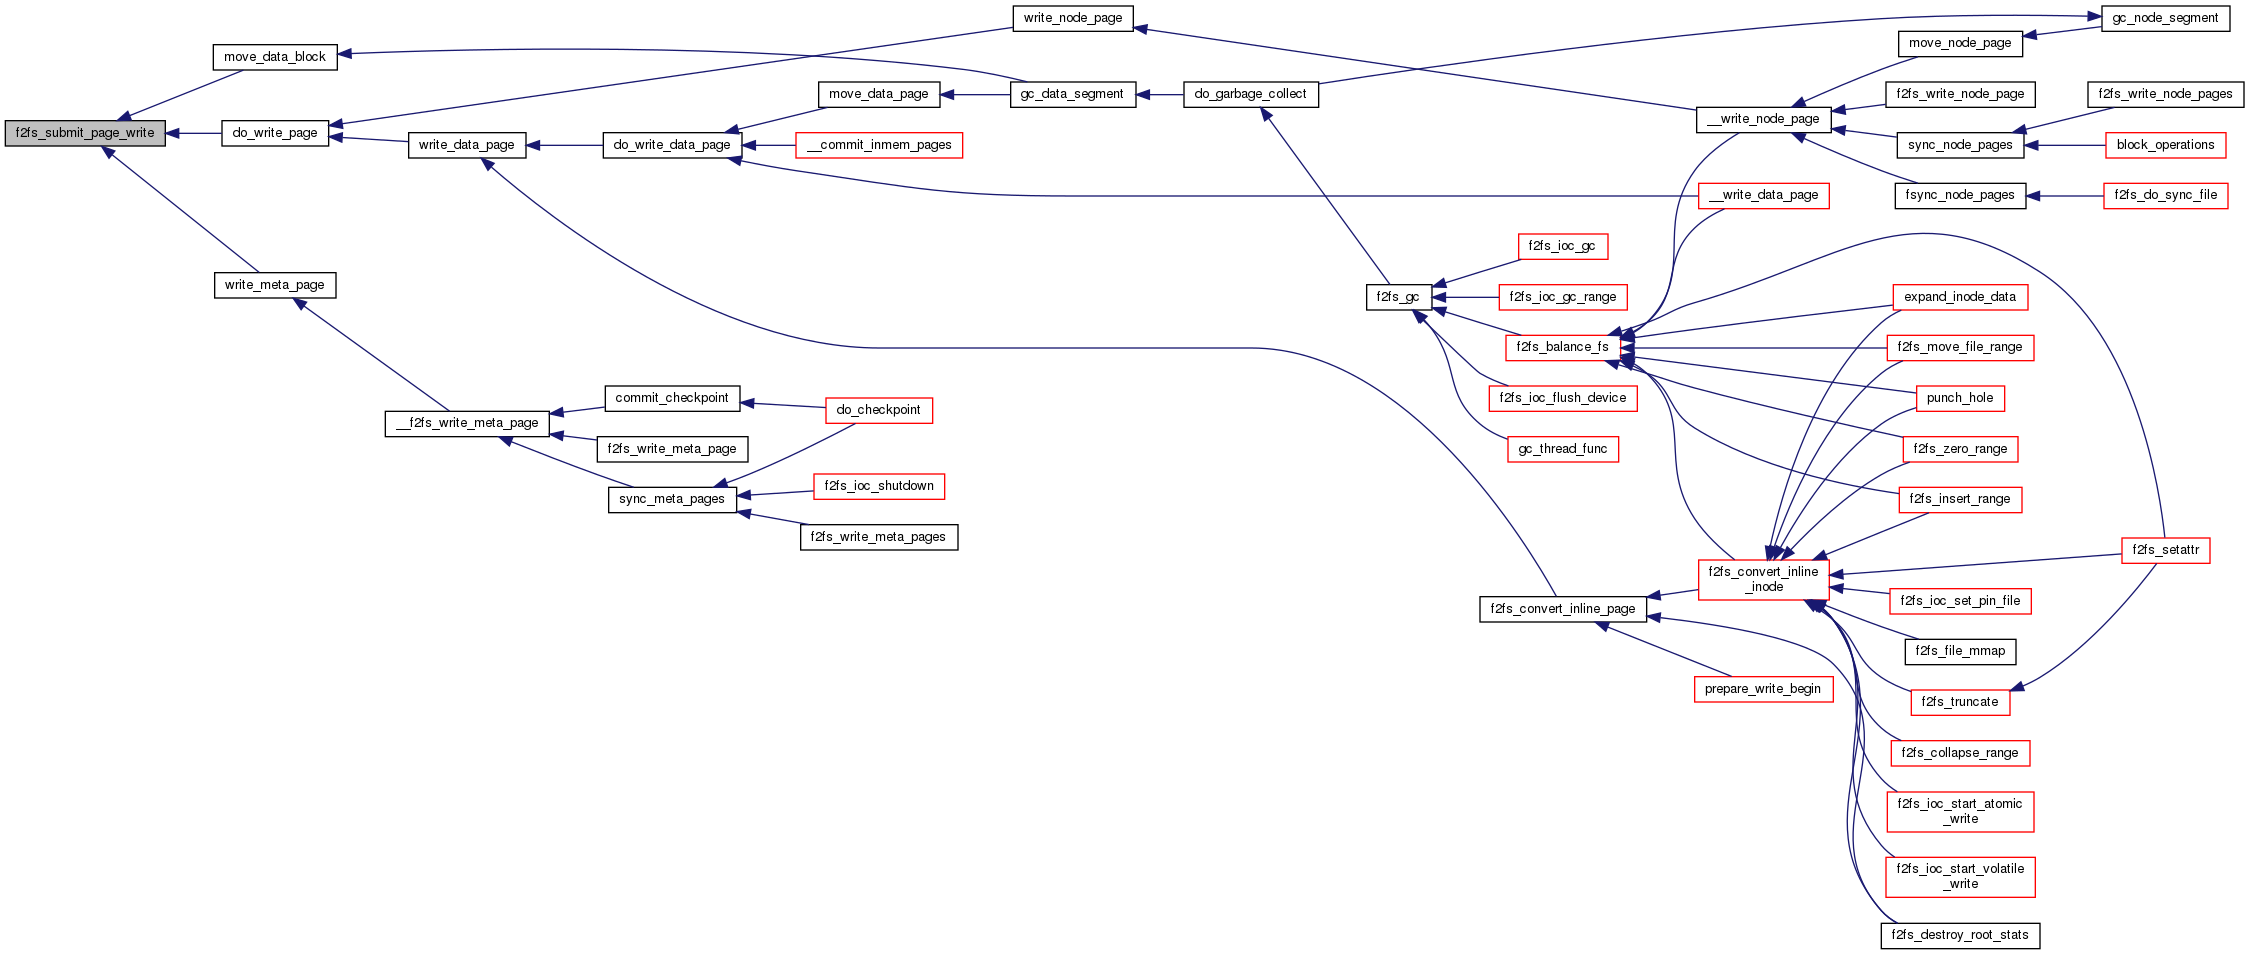 write_node_page
gc_node_segment
move_data_block
move_node_page
move_data_page
gc_data_segment
do_garbage_collect
f2fs_write_node_page
f2fs_write_node_pages
f2fs_submit_page_write
do_write_page
__write_node_page
write_data_page
do_write_data_page
__commit_inmem_pages
sync_node_pages
block_operations
__write_data_page
fsync_node_pages
f2fs_do_sync_file
f2fs_ioc_gc
write_meta_page
f2fs_gc
f2fs_ioc_gc_range
expand_inode_data
f2fs_balance_fs
f2fs_move_file_range
commit_checkpoint
do_checkpoint
f2fs_ioc_flush_device
punch_hole
__f2fs_write_meta_page
f2fs_write_meta_page
gc_thread_func
f2fs_zero_range
sync_meta_pages
f2fs_ioc_shutdown
f2fs_insert_range
f2fs_write_meta_pages
f2fs_setattr
f2fs_convert_inline
_inode
f2fs_convert_inline_page
f2fs_ioc_set_pin_file
f2fs_file_mmap
prepare_write_begin
f2fs_truncate
f2fs_collapse_range
f2fs_ioc_start_atomic
_write
f2fs_ioc_start_volatile
_write
f2fs_destroy_root_stats